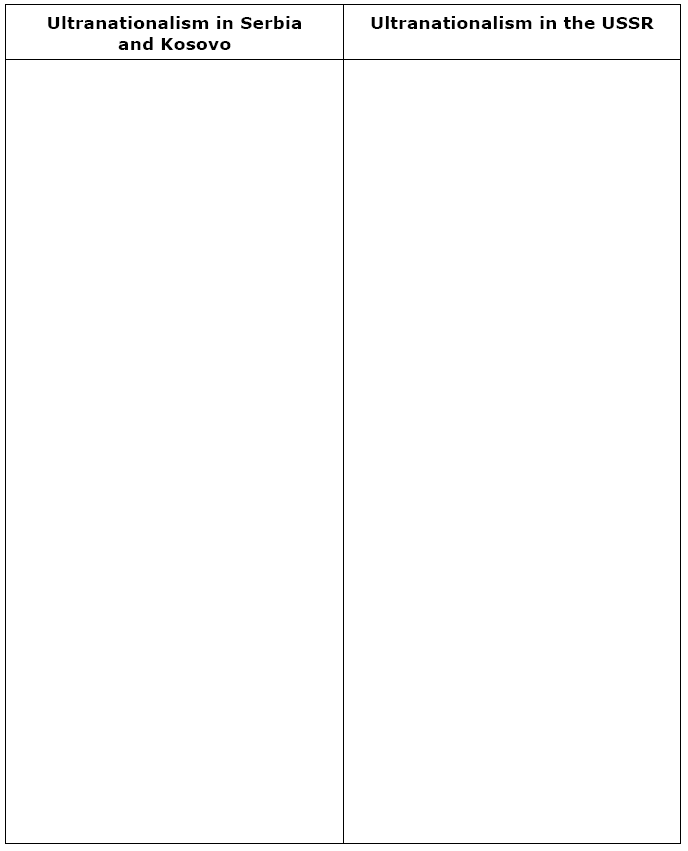 Ultranationalism in Serbia
and Kosovo
Ultranationalism in the USSR